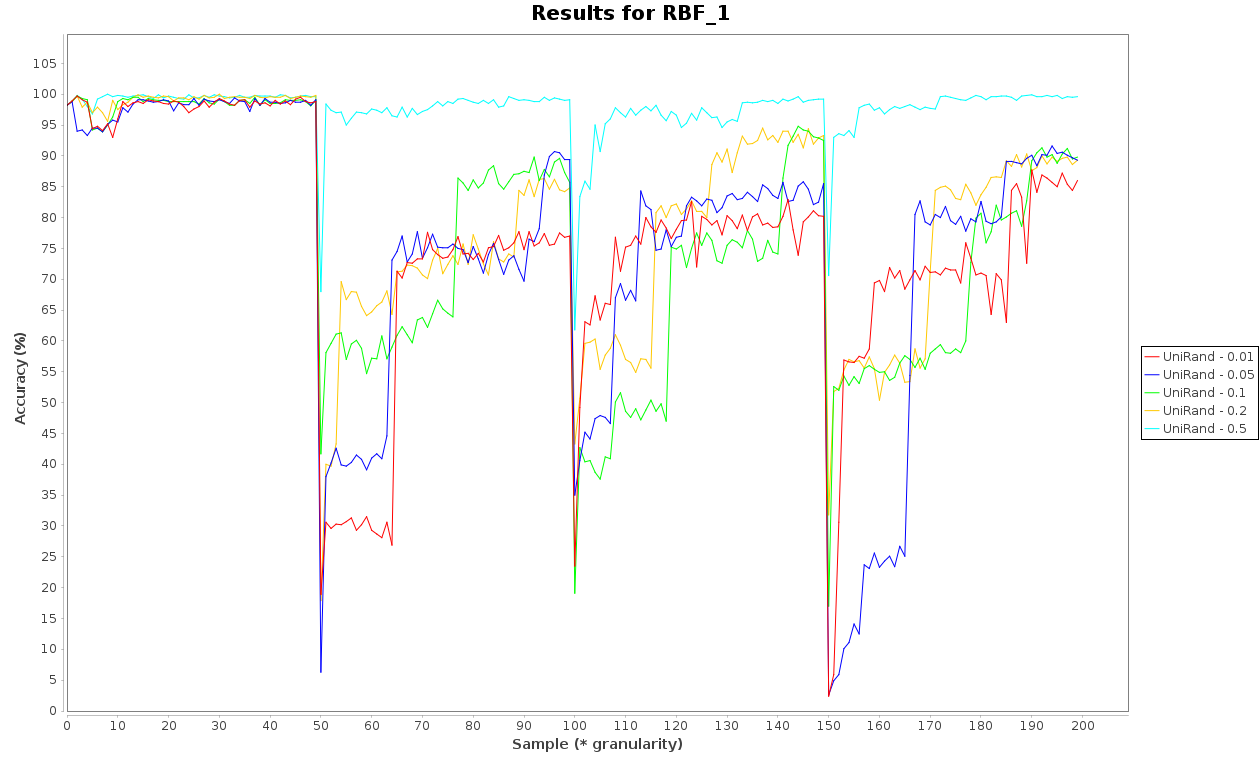 Results for RBF_1
Accuracy (%)
105
100
95
90
85
80
75
70
65
60
55
50
45
40
35
30
25
20
15
10
5
0
0 10 20 30 40 50 60 70 80 90 100 110 120 130 140 150 160 170 180 190 200
Sample (* granularity)
UniRand - 0.01
UniRand - 0.05
UniRand - 0.1
UniRand - 0.2
UniRand - 0.5